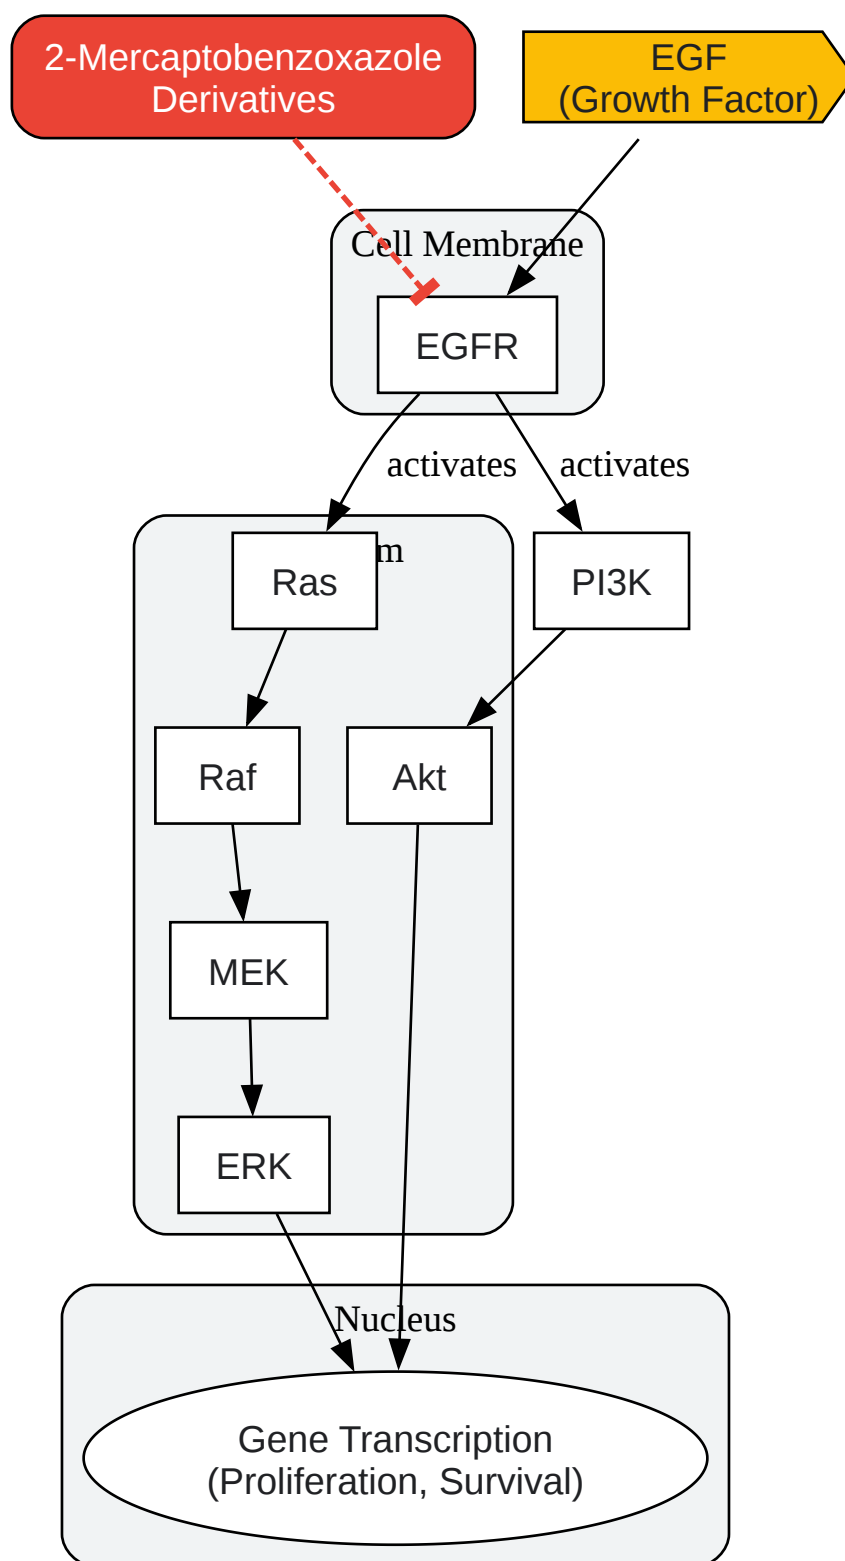 2-Mercaptobenzoxazole
Derivatives
EGF
(Growth Factor)
Cell Membrane
EGFR
activates
activates
m
Ras
PI3K
Raf
Akt
MEK
ERK
Nucleus
Gene Transcription
(Proliferation, Survival)